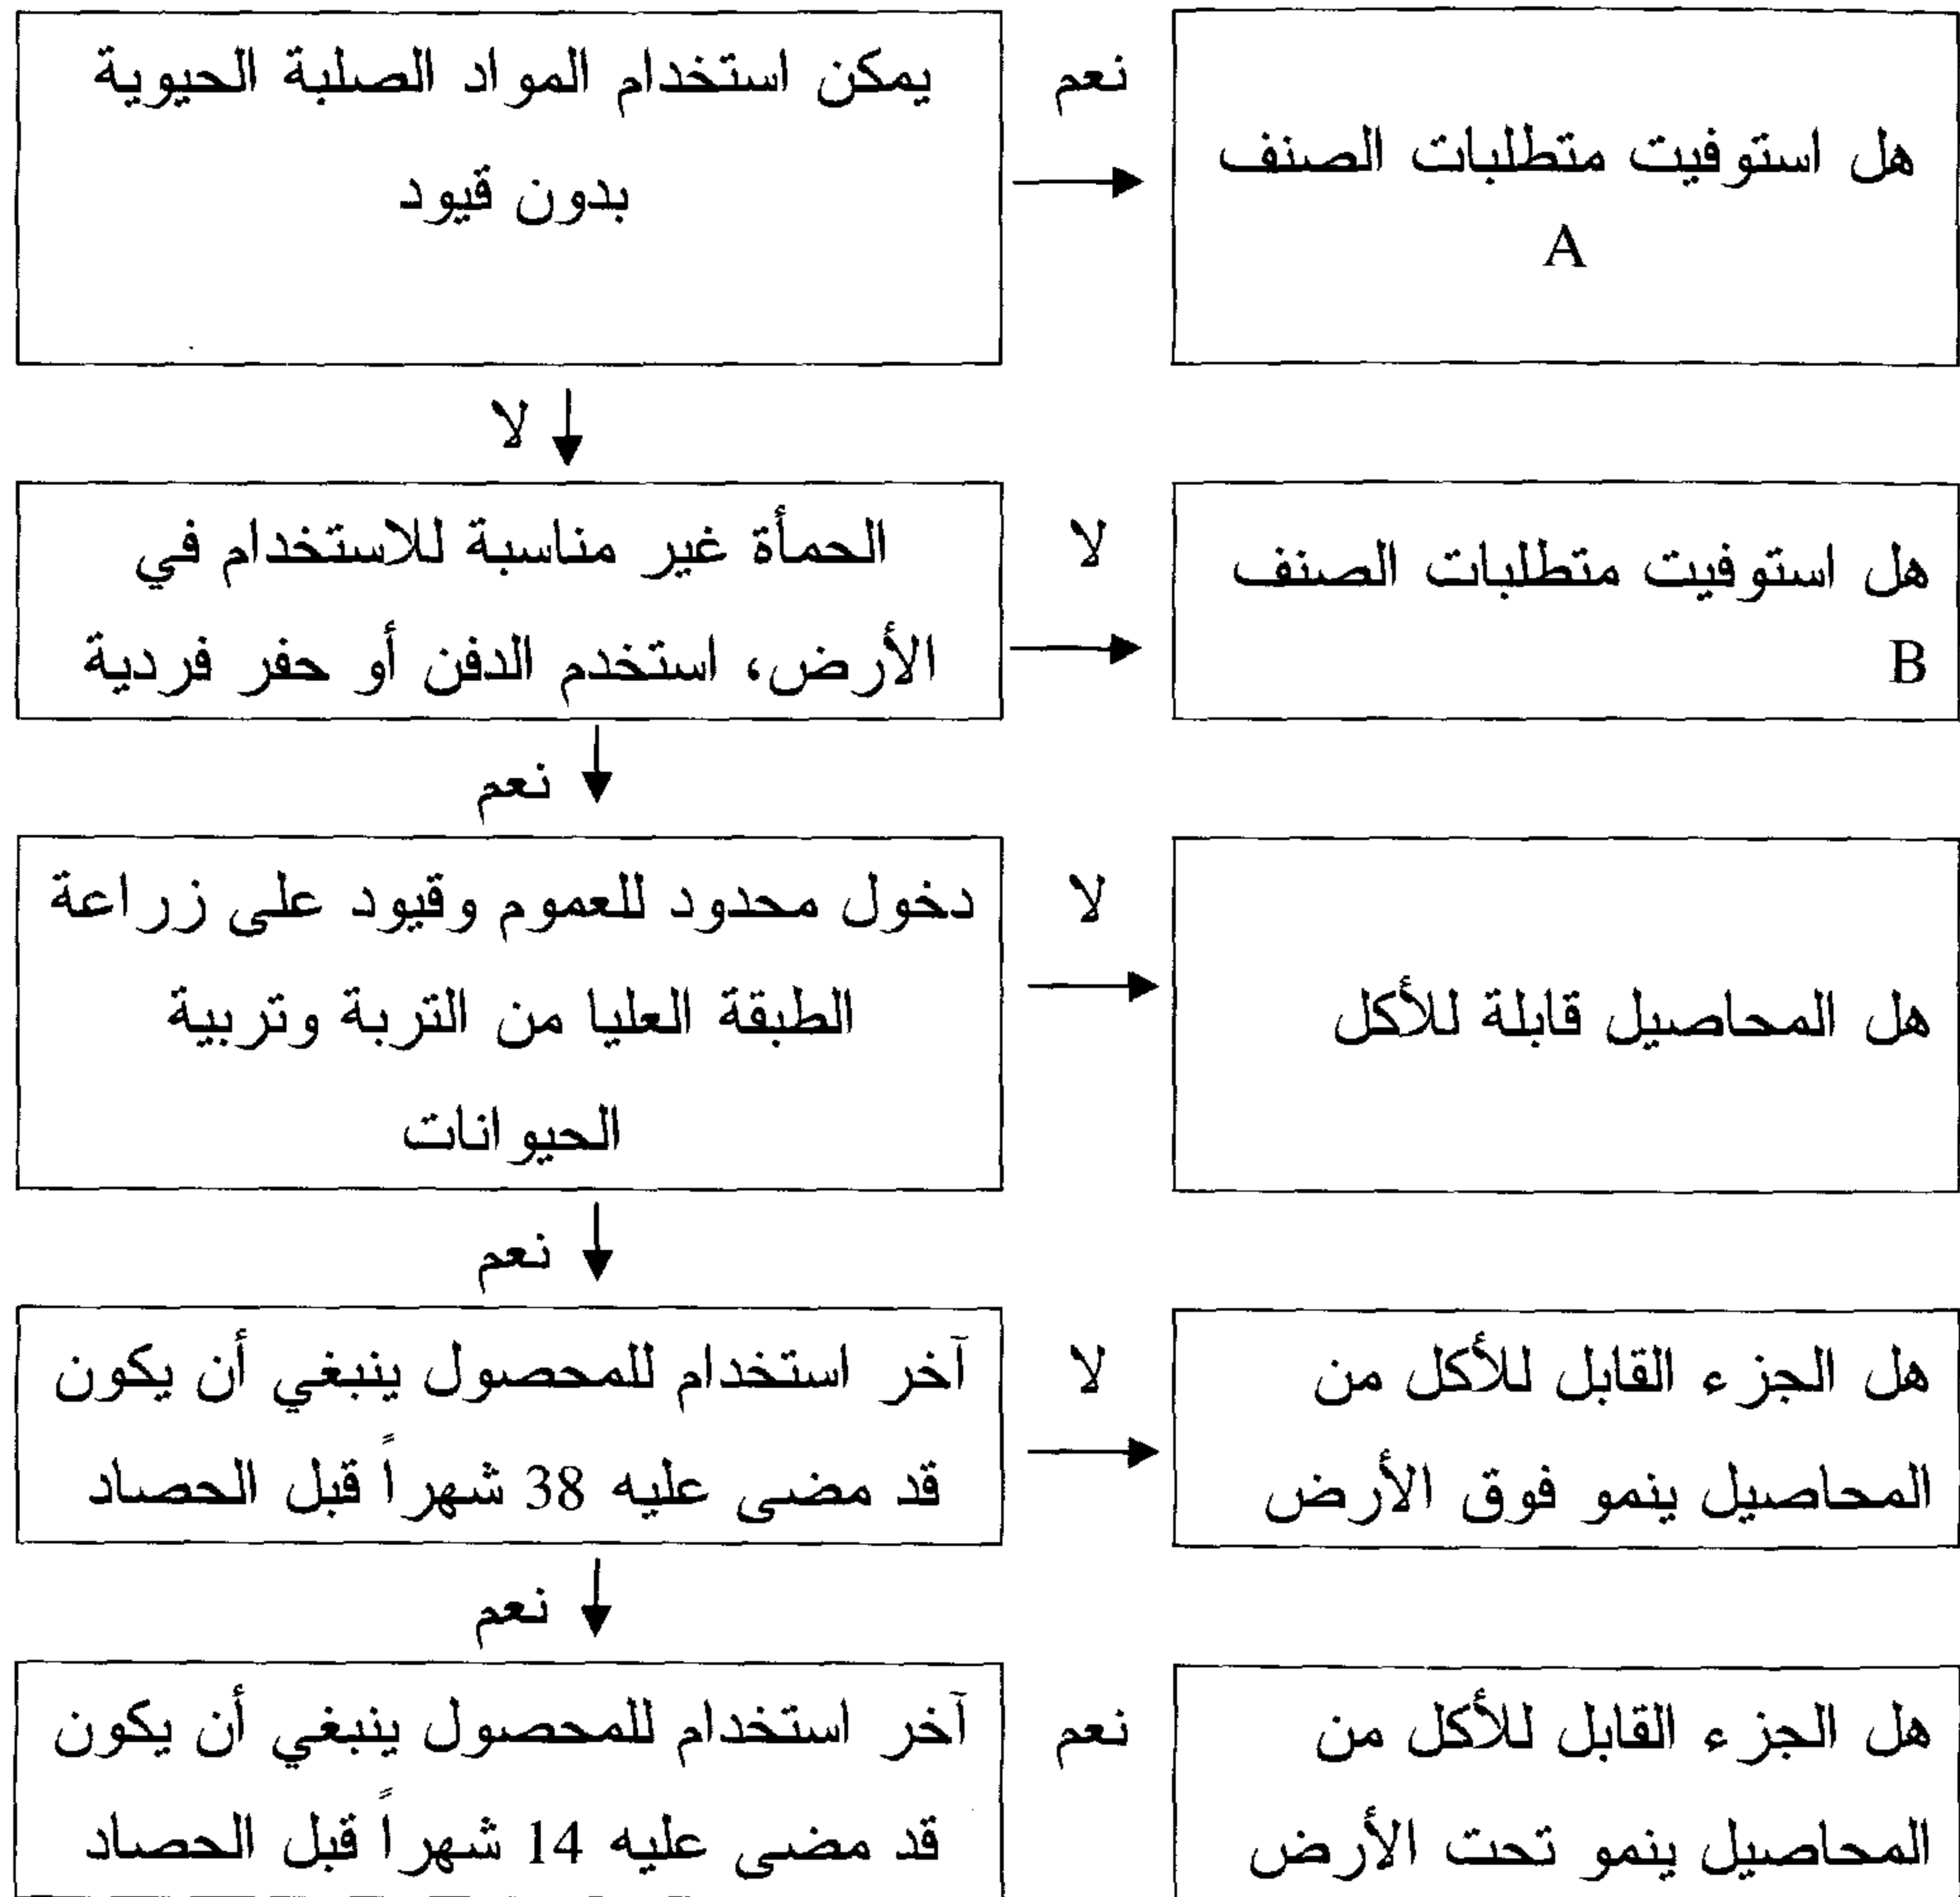 هل استوفيت متطلبات الصنف
A
نعم
يمكن استخدام المواد الصلبة الحيوية
بدون قيود
لا
هل استوفيت متطلبات الصنف
B
لا
الحمأة غير مناسبة للاستخدام في
الأرض، استخدم الدفن أو حفر فردية
نعم
هل المحاصيل قابلة للأكل
لا
دخول محدود للعموم وقيود على زراعة
الطبقة العليا من التربة وتربية
الحيوانات
نعم
هل الجزء القابل للأكل من
المحاصيل ينمو فوق الأرض
لا
آخر استخدام للمحصول ينبغي أن يكون
قد مضى عليه 38 شهراً قبل الحصاد
نعم
هل الجزء القابل للأكل من
المحاصيل ينمو تحت الأرض
نعم
آخر استخدام للمحصول ينبغي أن يكون
قد مضى عليه 14 شهراً قبل الحصاد